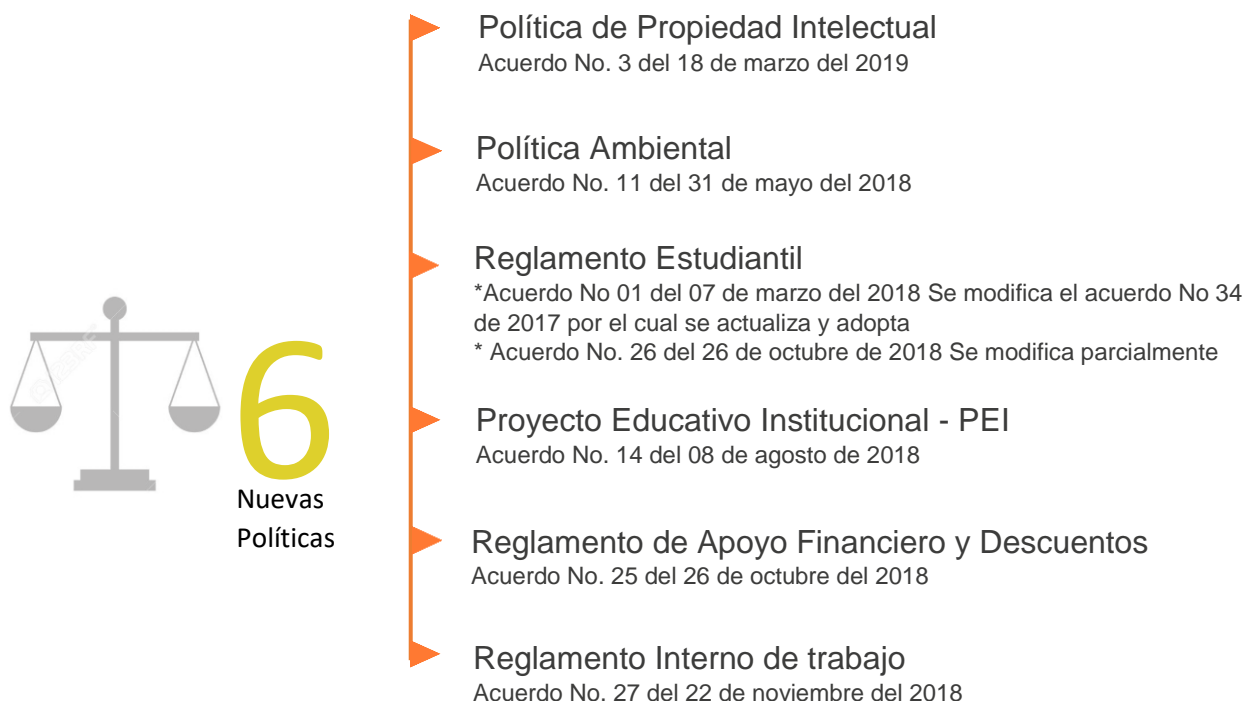 Política de Propiedad Intelectual
Acuerdo No. 3 del 18 de marzo del 2019
Política Ambiental
Acuerdo No. 11 del 31 de mayo del 2018
Reglamento Estudiantil
*Acuerdo No 01 del 07 de marzo del 2018 Se modifica el acuerdo No 34
de 2017 por el cual se actualiza y adopta
* Acuerdo No. 26 del 26 de octubre de 2018 Se modifica parcialmente
6
Nuevas
Políticas
Proyecto Educativo Institucional - PEI
Acuerdo No. 14 del 08 de agosto de 2018
Reglamento de Apoyo Financiero y Descuentos
Acuerdo No. 25 del 26 de octubre del 2018
Reglamento Interno de trabajo
Acuerdo No. 27 del 22 de noviembre del 2018